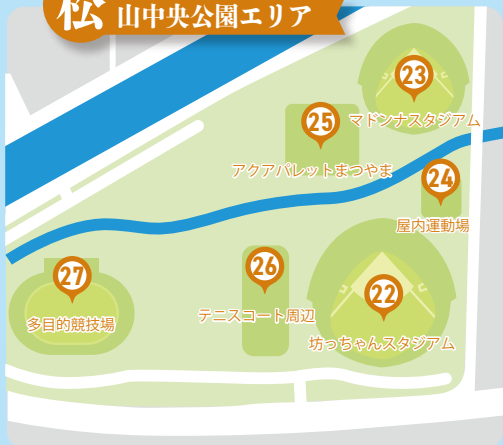 松山中央公園エリア
23
マドンナスタジアム
25
アクアパレットまつやま
24
屋内運動場
26
テニスコート周辺
22
坊っちゃんスタジアム
27
多目的競技場